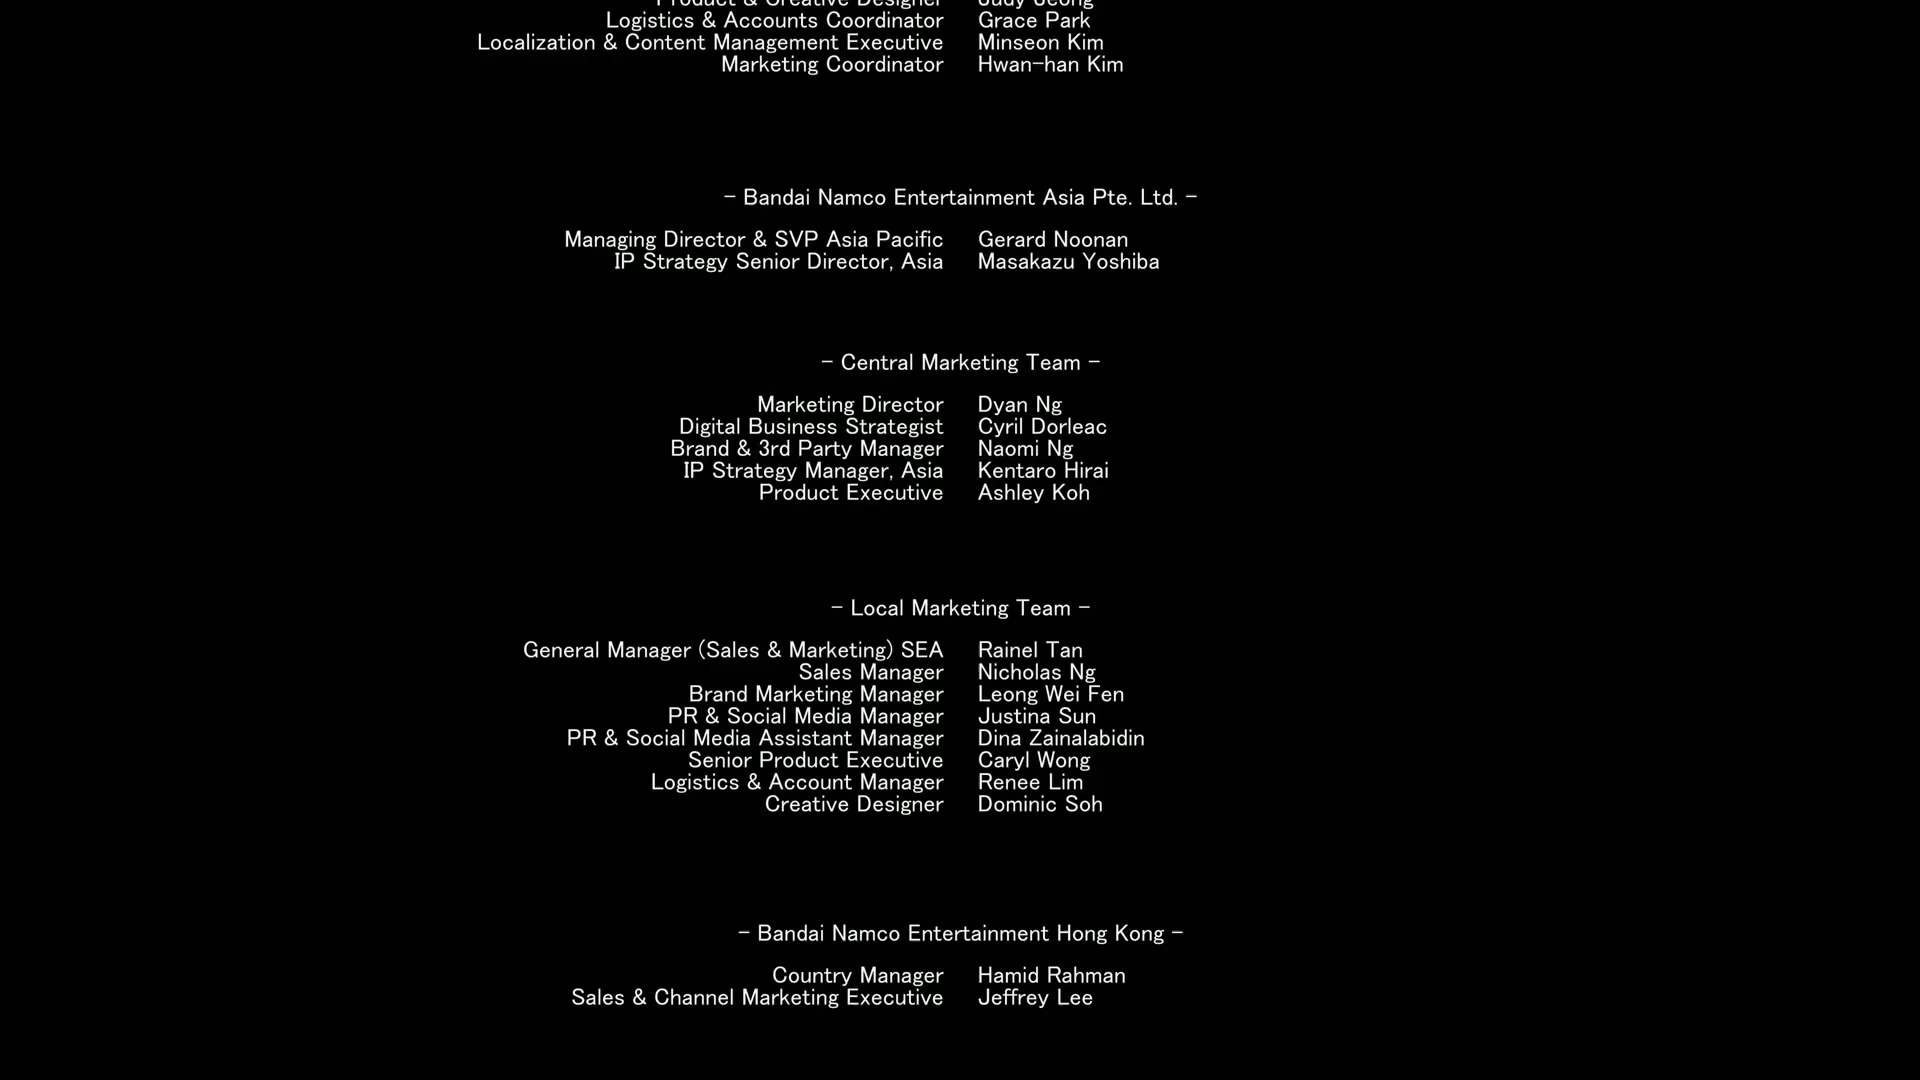 Product & Creative Designer Judy Jeong
Logistics & Accounts Coordinator Grace Park
Localization & Content Management Executive Minseon Kim
Marketing Coordinator Hwan-han Kim
- Bandai Namco Entertainment Asia Pte. Ltd. -
Managing Director & SVP Asia Pacific Gerard Noonan
IP Strategy Senior Director, Asia Masakazu Yoshiba
- Central Marketing Team -
Marketing Director Dyan Ng
Digital Business Strategist Cyril Dorleac
Brand & 3rd Party Manager Naomi Ng
IP Strategy Manager, Asia Kentaro Hirai
Product Executive Ashley Koh
- Local Marketing Team -
General Manager (Sales & Marketing) SEA Rainel Tan
Sales Manager Nicholas Ng
Brand Marketing Manager Leong Wei Fen
PR & Social Media Manager Justina Sun
PR & Social Media Assistant Manager Dina Zainalabidin
Senior Product Executive Caryl Wong
Logistics & Account Manager Renee Lim
Creative Designer Dominic Soh
- Bandai Namco Entertainment Hong Kong -
Country Manager Hamid Rahman
Sales & Channel Marketing Executive Jeffrey Lee